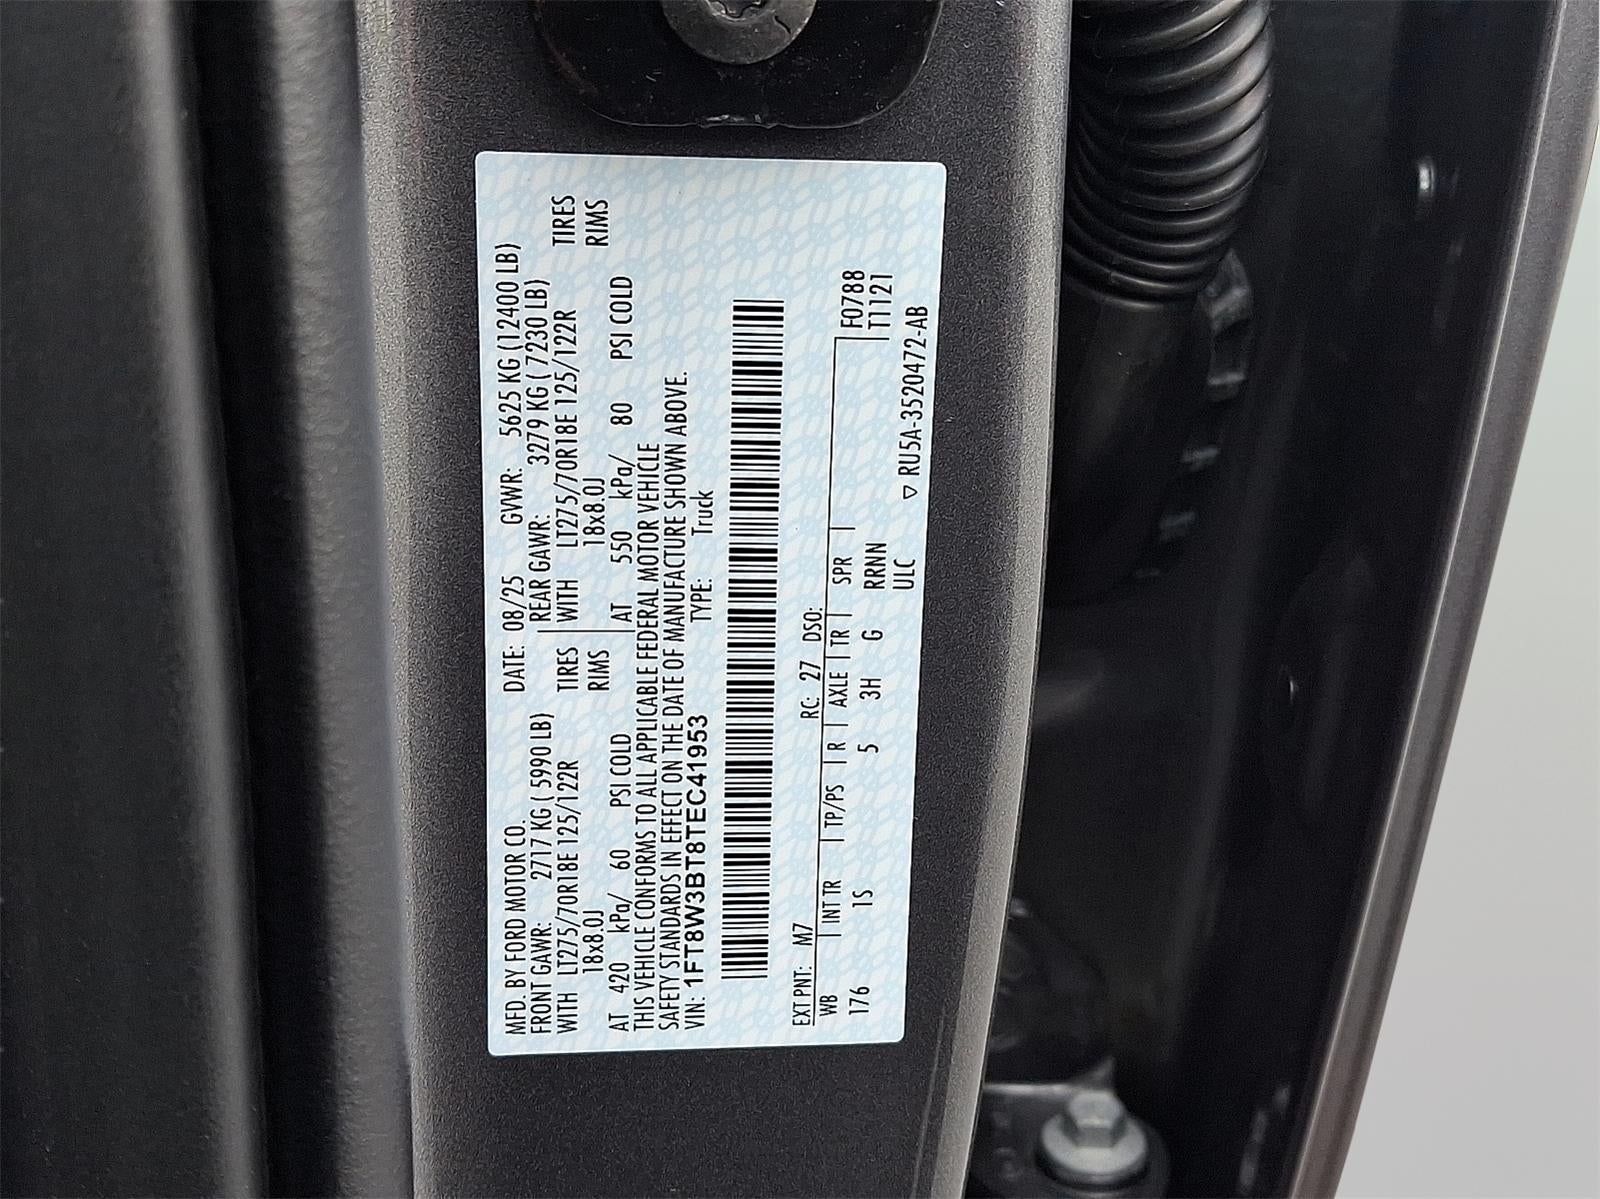 MFD. BY FORD MOTOR CO. DATE: 08/25 GVWR: 5625 KG (12400 LB)
FRONT GAWR: 2717 KG ( 5990 LB) REAR GAWR: 3279 KG ( 7230 LB)
WITH LT275/70R18E 125/122R TIRES WITH LT275/70R18E 125/122R TIRES
18x8.0J RIMS 18x8.0J RIMS
AT 420 kPa/ 60 PSI COLD AT 550 kPa/ 80 PSI COLD
THIS VEHICLE CONFORMS TO ALL APPLICABLE FEDERAL MOTOR VEHICLE
SAFETY STANDARDS IN EFFECT ON THE DATE OF MANUFACTURE SHOWN ABOVE.
VIN: 1FT8W3BT8TEC41953 TYPE: Truck
EXT PNT: M7 RC: 27 DSO:
WB INT TR TP/PS R AXLE TR SPR F0788
176 1S 5 3H G RRNN T1121
ULC
▽ RU5A-3520472-AB